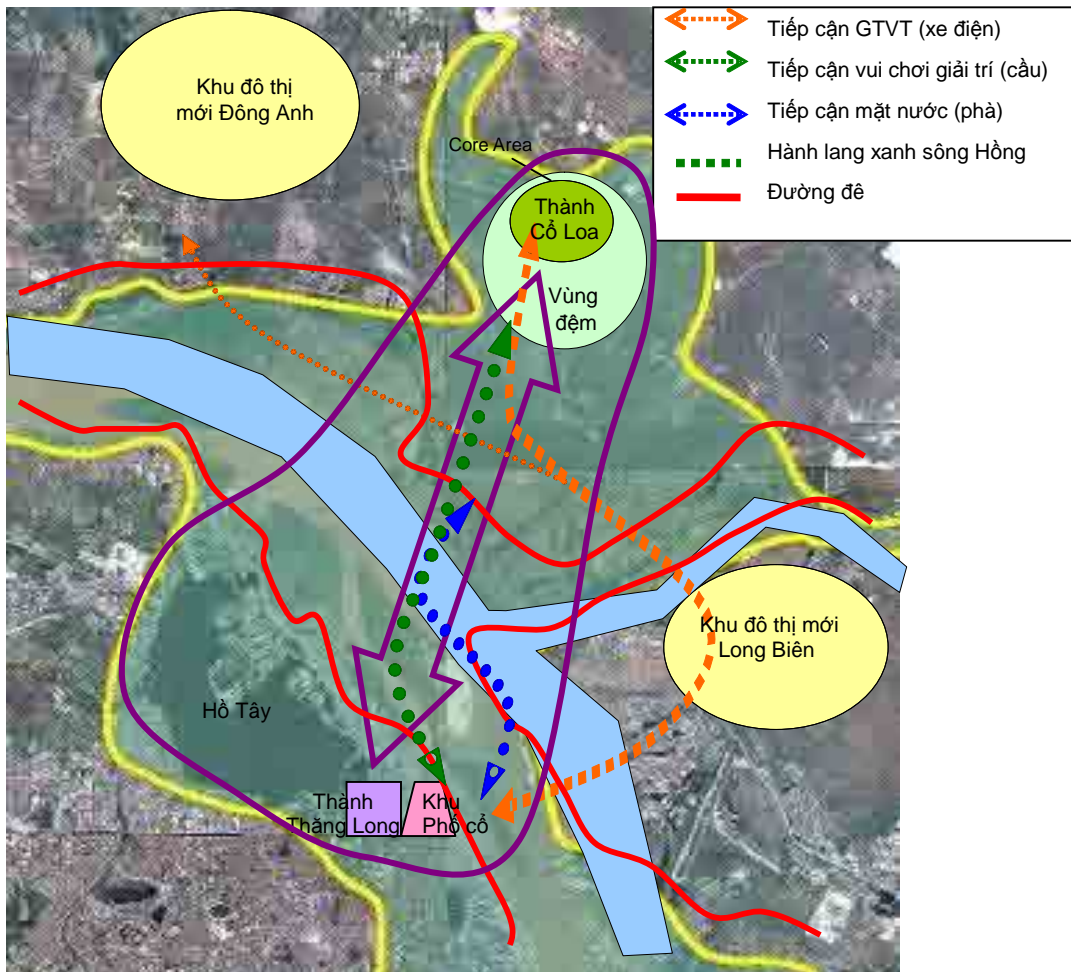 Tiếp cận GTVT (xe điện)
Tiếp cận vui chơi giải trí (cầu)
Tiếp cận mặt nước (phà)
Hành lang xanh sông Hồng
Đường đê
Khu đô thị
mới Đông Anh
Core Area
Thành
Cổ Loa
Vùng
đệm
Khu đô thị mới
Long Biên
Hồ Tây
Thành
Thăng Long
Khu
Phố cổ